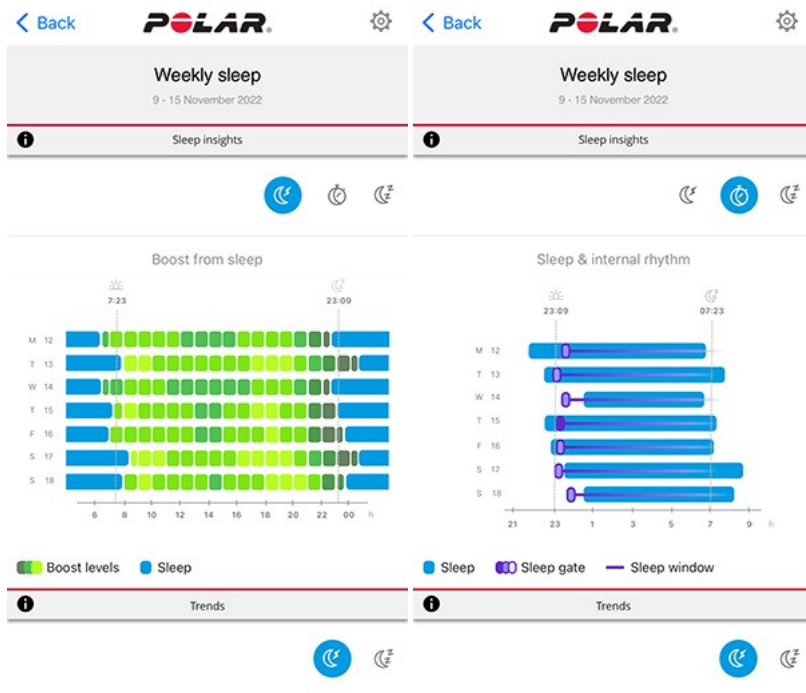 Back
POLAR.
Weekly sleep
9 - 15 November 2022
Sleep insights
Boost from sleep
7:23 23:09
M 12
T 13
W 14
T 15
F 16
S 17
S 18
6 8 10 12 14 16 18 20 22 00 h
Boost levels Sleep
Trends
Back
POLAR.
Weekly sleep
9 - 15 November 2022
Sleep insights
Sleep & internal rhythm
23:09 07:23
M 12
T 13
W 14
T 15
F 16
S 17
S 18
21 23 1 3 5 7 9 h
Sleep Sleep gate Sleep window
Trends